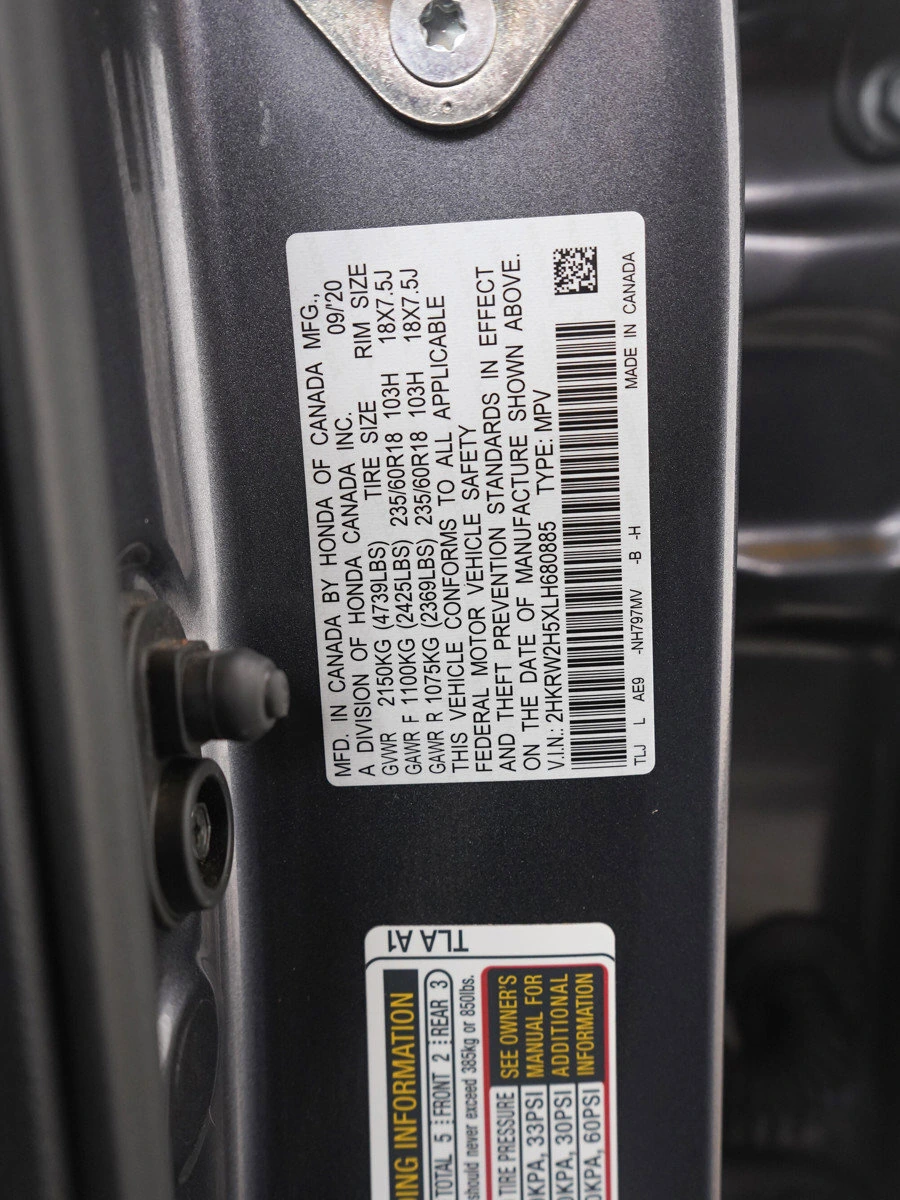 MFD. IN CANADA BY HONDA OF CANADA MFG.,
A DIVISION OF HONDA CANADA INC. 09/'20
TIRE SIZE RIM SIZE
GVWR 2150KG (4739LBS)
GAWR F 1100KG (2425LBS) 235/60R18 103H 18X7.5J
GAWR R 1075KG (2369LBS) 235/60R18 103H 18X7.5J
THIS VEHICLE CONFORMS TO ALL APPLICABLE
FEDERAL MOTOR VEHICLE SAFETY
AND THEFT PREVENTION STANDARDS IN EFFECT
ON THE DATE OF MANUFACTURE SHOWN ABOVE.
V.I.N.: 2HKRW2H5XLH680885 TYPE: MPV
TLJ L AE9 -NH797MV -B -H MADE IN CANADA
TLA A1
INFORMATION
TOTAL 5 FRONT 2 REAR 3
should never exceed 385kg or 850lbs.
TIRE PRESSURE
KPA, 33PSI
KPA, 30PSI
KPA, 60PSI
SEE OWNER'S
MANUAL FOR
ADDITIONAL
INFORMATION